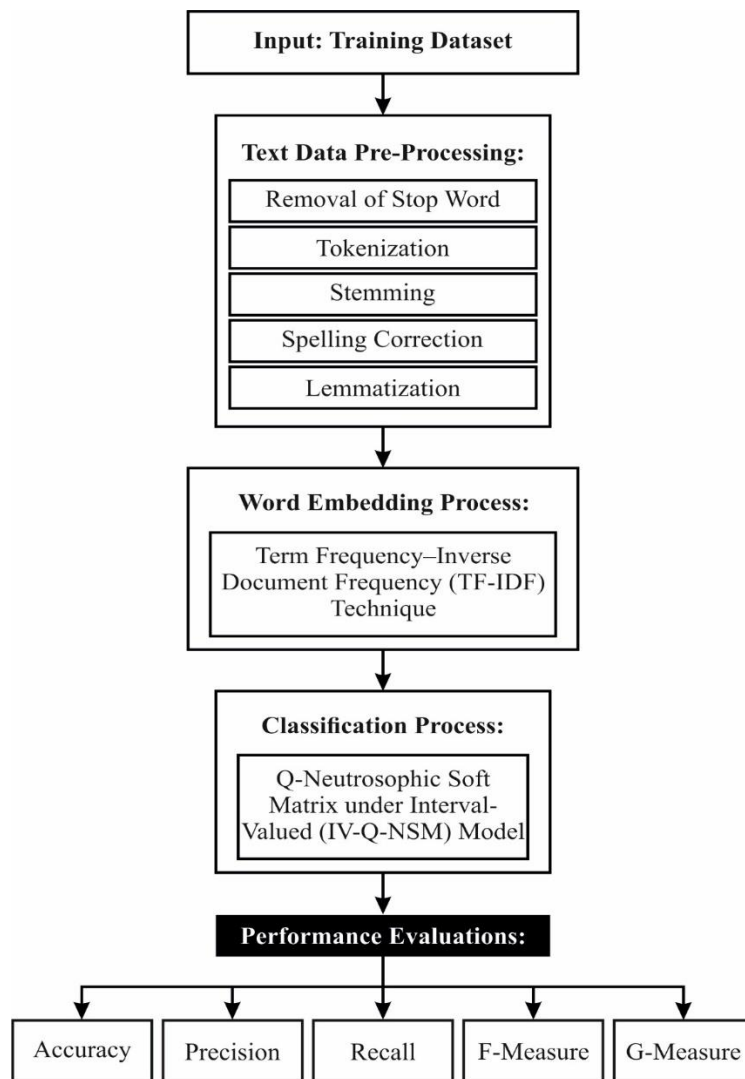 Input: Training Dataset
Text Data Pre-Processing:
Removal of Stop Word
Tokenization
Stemming
Spelling Correction
Lemmatization
Word Embedding Process:
Term Frequency–Inverse
Document Frequency (TF-IDF)
Technique
Classification Process:
Q-Neutrosophic Soft
Matrix under Interval-
Valued (IV-Q-NSM) Model
Performance Evaluations:
Accuracy
Precision
Recall
F-Measure
G-Measure